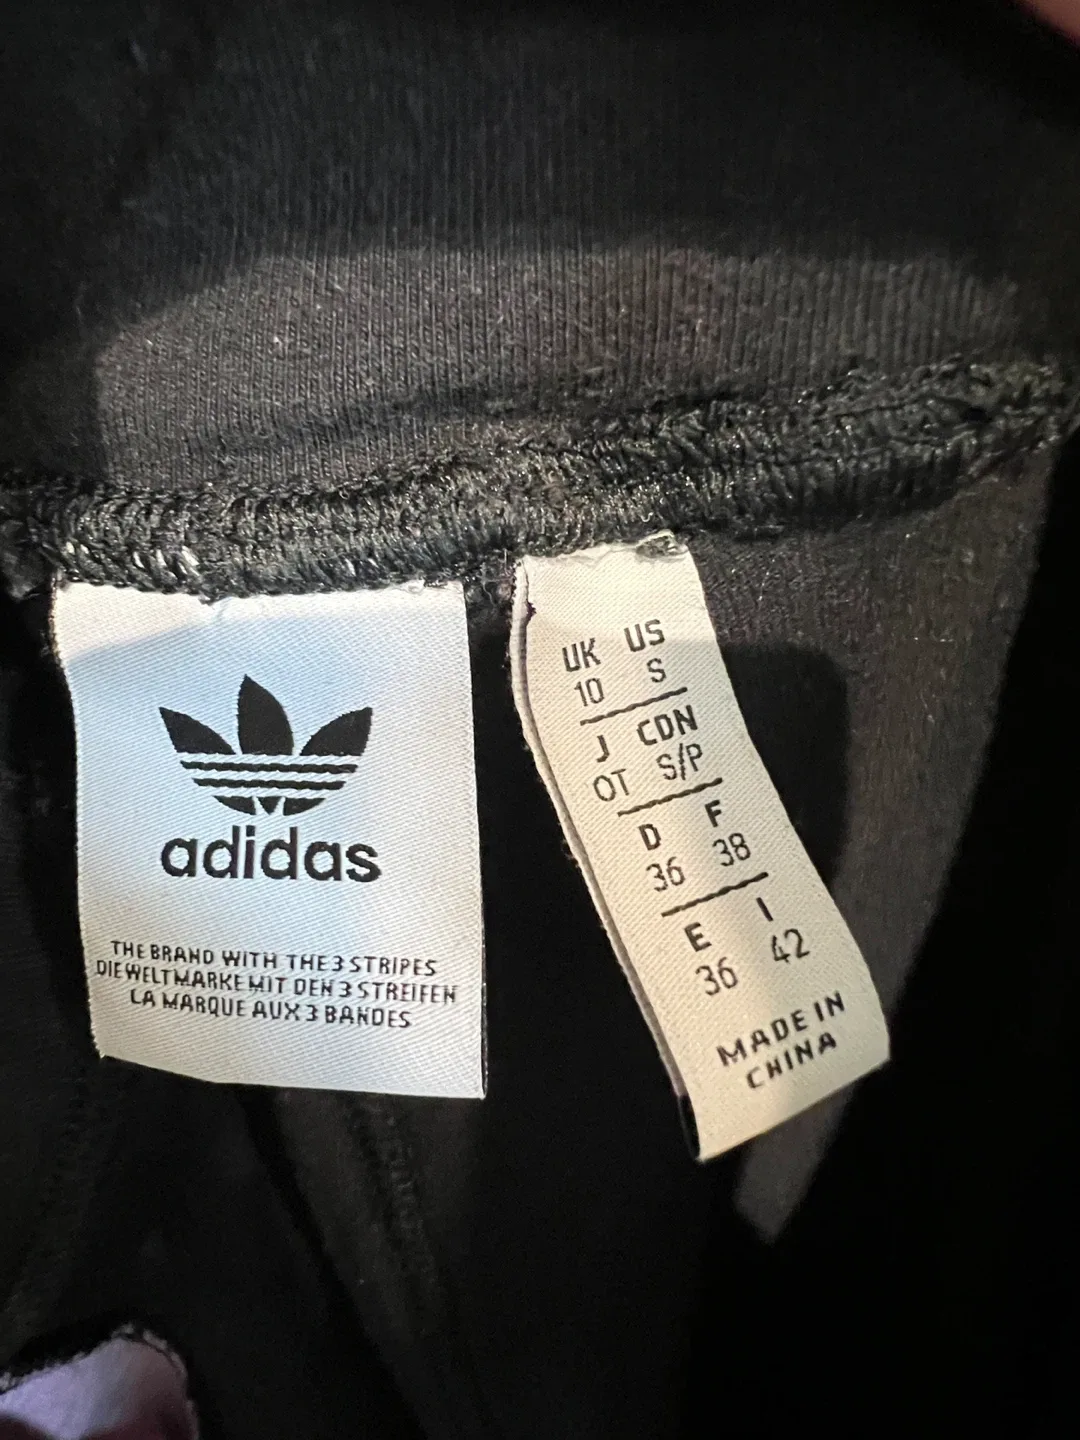 adidas
THE BRAND WITH THE 3 STRIPES
DIE WELTMARKE MIT DEN 3 STREIFEN
LA MARQUE AUX 3 BANDES
UK US
10 S
J CDN
OT S/P
D F
36 38
E I
36 42
MADE IN
CHINA